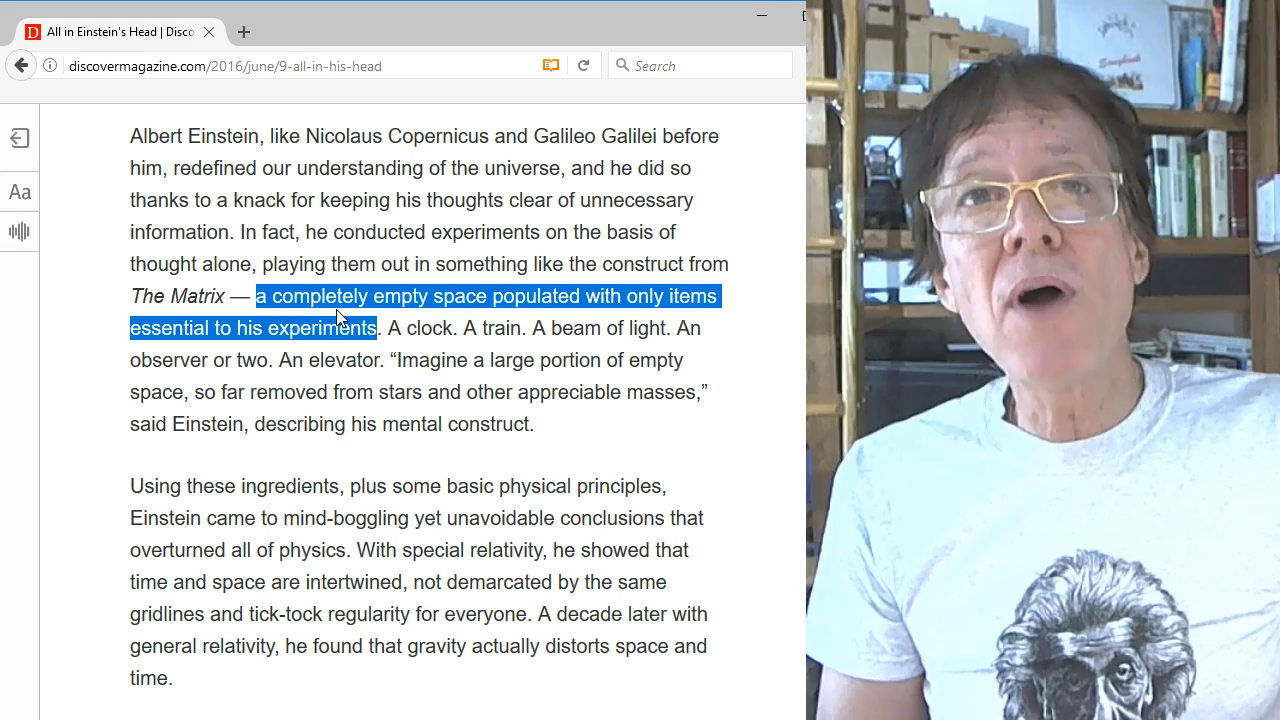 All in Einstein's Head | Disco
discovermagazine.com/2016/june/9-all-in-his-head
Search
Aa
Albert Einstein, like Nicolaus Copernicus and Galileo Galilei before
him, redefined our understanding of the universe, and he did so
thanks to a knack for keeping his thoughts clear of unnecessary
information. In fact, he conducted experiments on the basis of
thought alone, playing them out in something like the construct from
The Matrix — a completely empty space populated with only items
essential to his experiments. A clock. A train. A beam of light. An
observer or two. An elevator. “Imagine a large portion of empty
space, so far removed from stars and other appreciable masses,”
said Einstein, describing his mental construct.
Using these ingredients, plus some basic physical principles,
Einstein came to mind-boggling yet unavoidable conclusions that
overturned all of physics. With special relativity, he showed that
time and space are intertwined, not demarcated by the same
gridlines and tick-tock regularity for everyone. A decade later with
general relativity, he found that gravity actually distorts space and
time.
Songbook